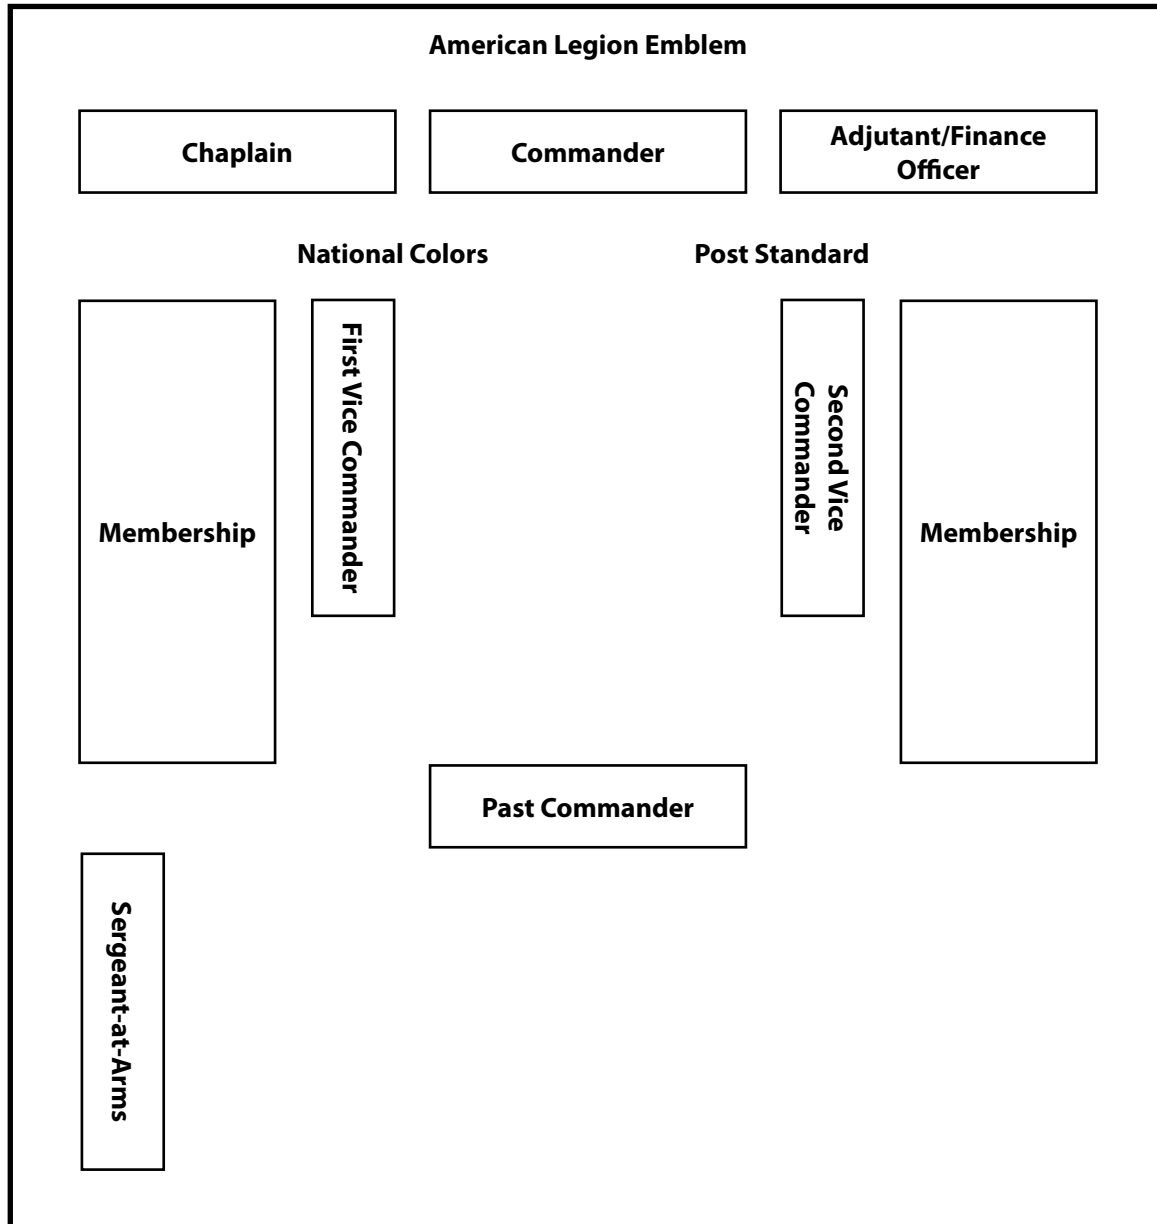 American Legion Emblem
Chaplain
Commander
Adjutant/Finance
Officer
National Colors
Post Standard
Membership
First Vice Commander
Second Vice
Commander
Membership
Past Commander
Sergeant-at-Arms